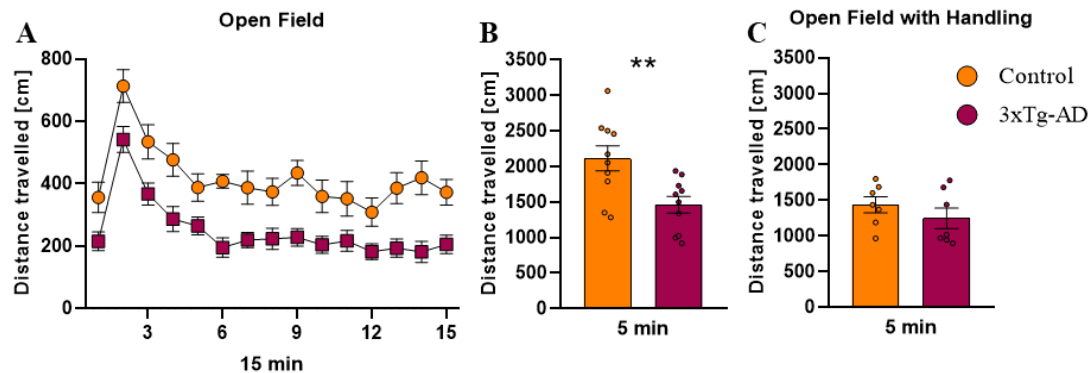 Open Field
Open Field with Handling
A
B
C
Distance travelled [cm]
800
600
400
200
0
3
6
9
12
15
15 min
Distance travelled [cm]
3500
3000
2500
2000
1500
1000
500
0
**
5 min
Distance travelled [cm]
3500
3000
2500
2000
1500
1000
500
0
5 min
Control
3xTg-AD